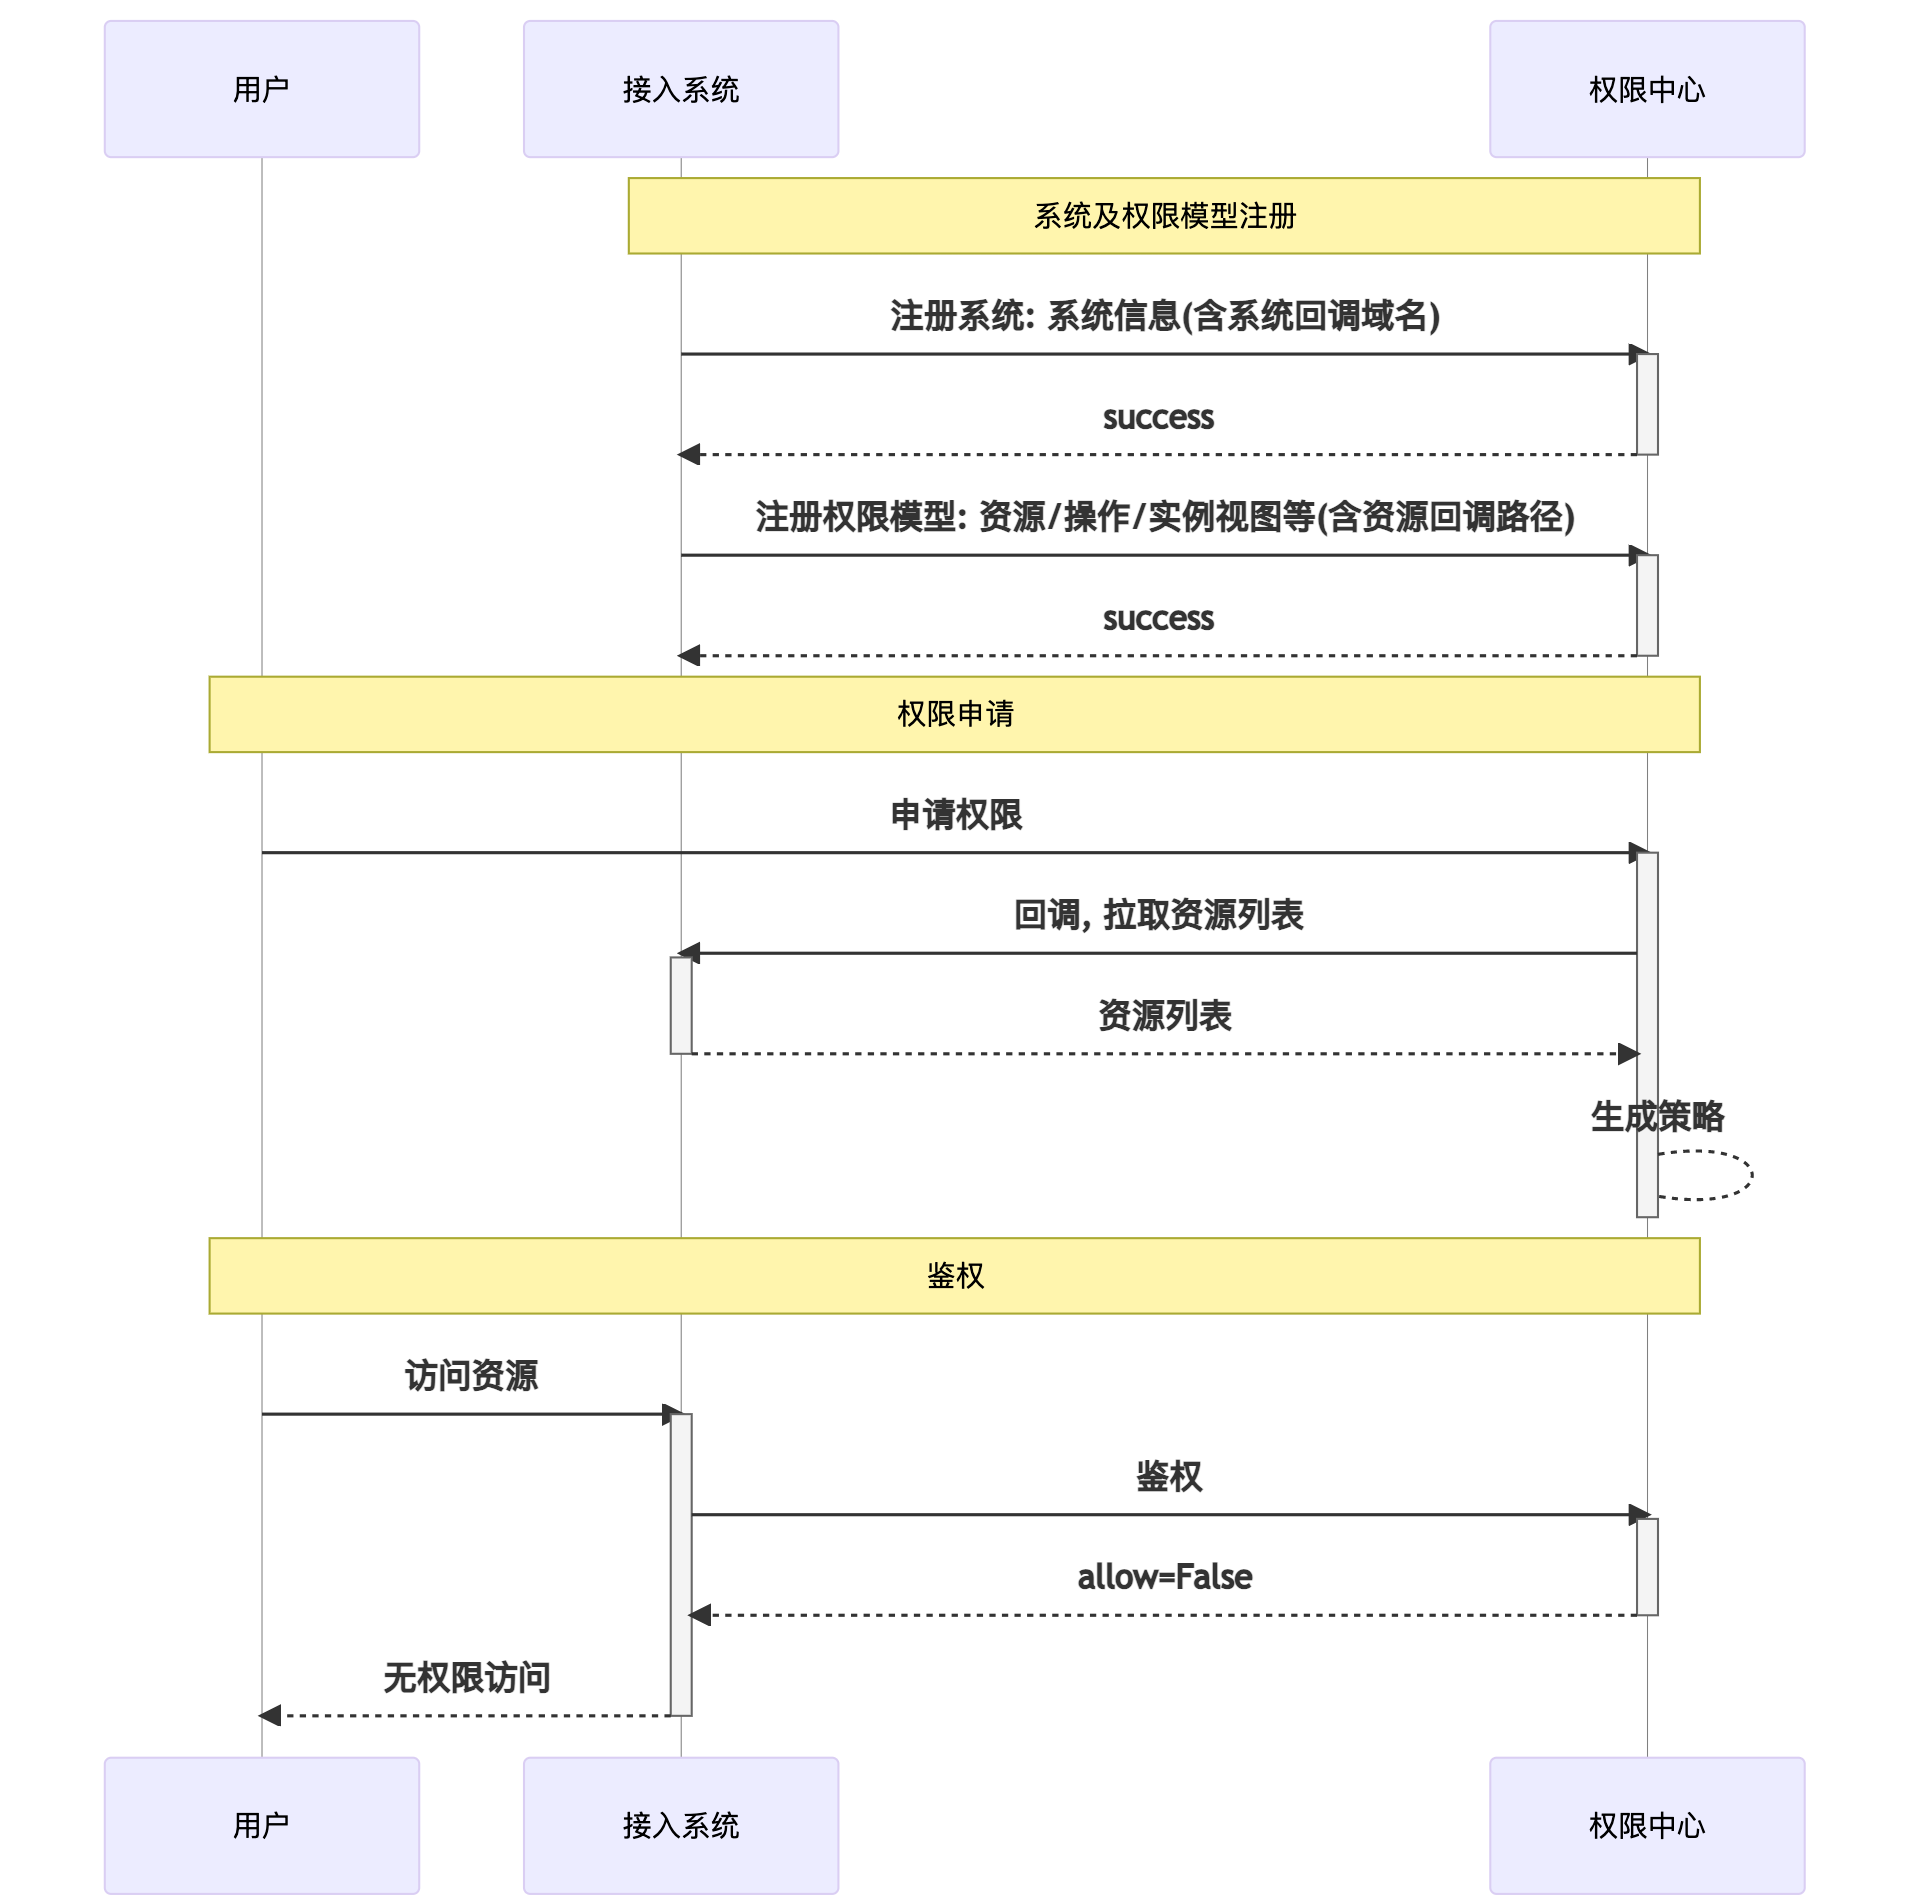 用户
接入系统
权限中心
系统及权限模型注册
注册系统: 系统信息(含系统回调域名)
success
注册权限模型: 资源/操作/实例视图等(含资源回调路径)
success
权限申请
申请权限
回调, 拉取资源列表
资源列表
生成策略
鉴权
访问资源
鉴权
allow=False
无权限访问
用户
接入系统
权限中心